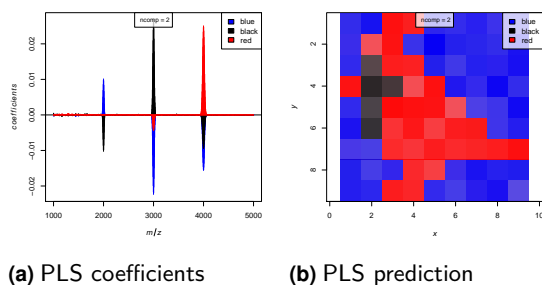 ncomp = 2
blue
black
red
coefficients
0.02
0.01
0.00
−0.01
−0.02
1000 2000 3000 4000 5000
m/z
(a) PLS coefficients
ncomp = 2
blue
black
red
y
2
4
6
8
0 2 4 6 8 10
x
(b) PLS prediction